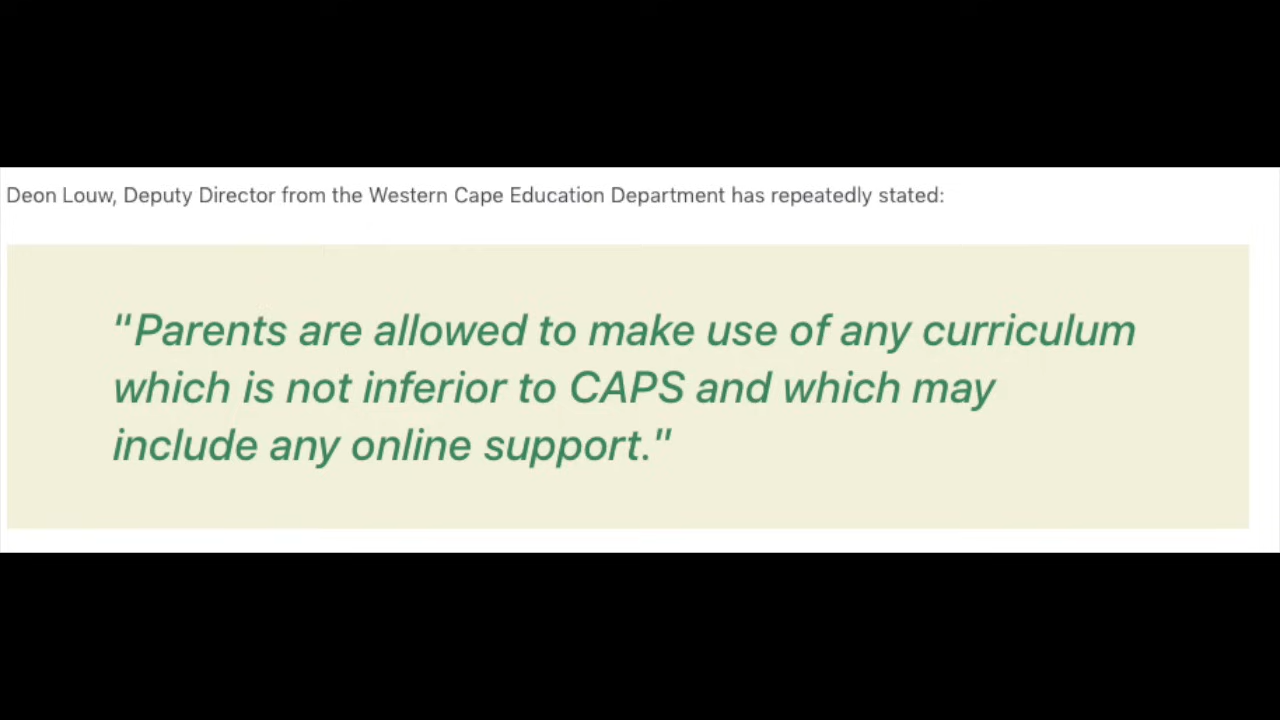 Deon Louw, Deputy Director from the Western Cape Education Department has repeatedly stated:
"Parents are allowed to make use of any curriculum
which is not inferior to CAPS and which may
include any online support."